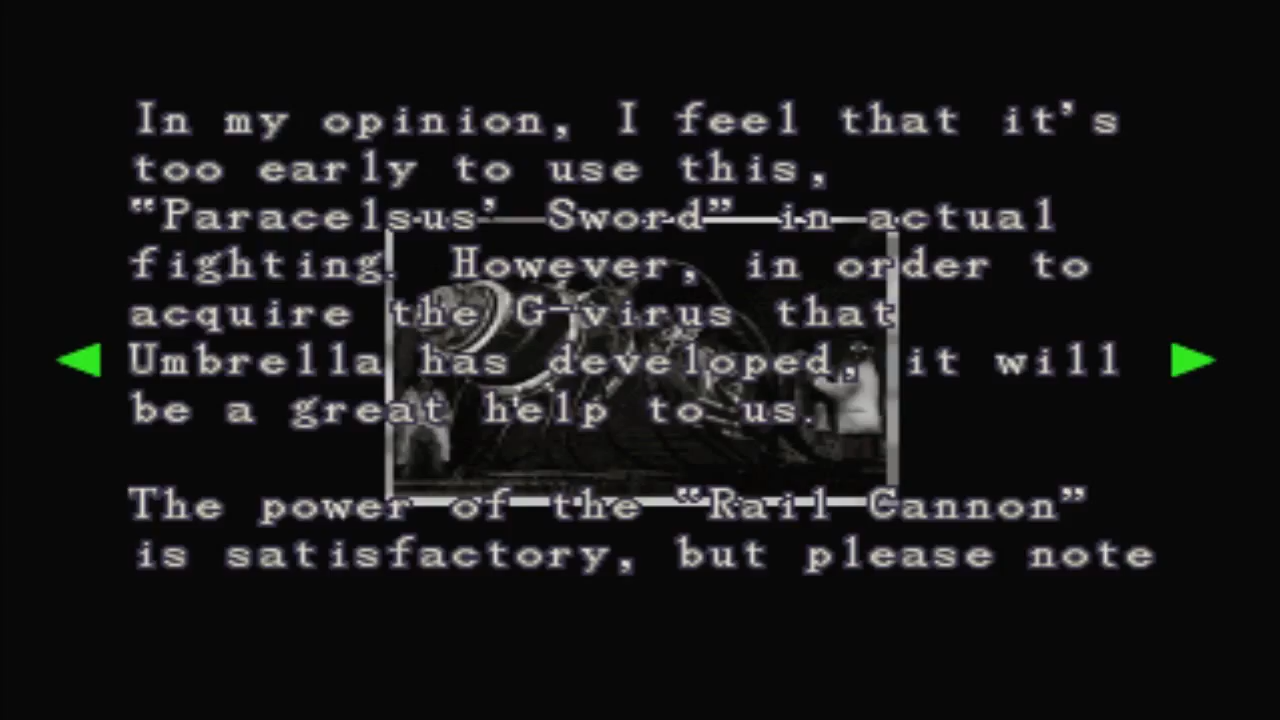 In my opinion, I feel that it's
too early to use this,
“Paracelsus’ Sword” in actual
fighting. However, in order to
acquire the G-virus that
Umbrella has developed, it will
be a great help to us.
The power of the “Rail Cannon”
is satisfactory, but please note